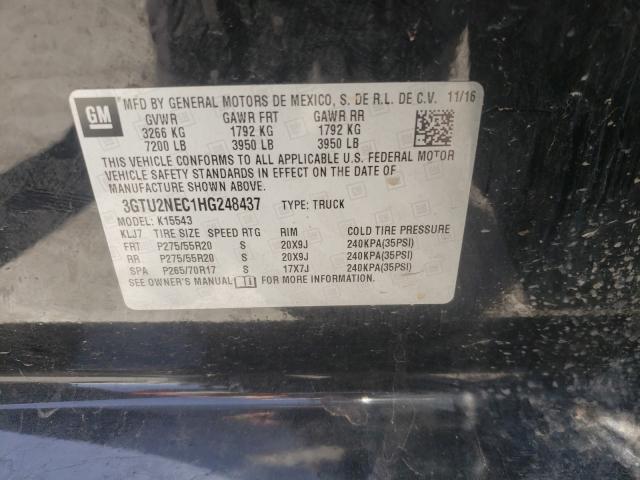 GM
MFD BY GENERAL MOTORS DE MEXICO, S. DE R.L. DE C.V. 11/16
GVWR GAWR FRT GAWR RR
3266 KG 1792 KG 1792 KG
7200 LB 3950 LB 3950 LB
THIS VEHICLE CONFORMS TO ALL APPLICABLE U.S. FEDERAL MOTOR
VEHICLE SAFETY STANDARDS IN EFFECT ON THE DATE OF
MANUFACTURE SHOWN ABOVE.
3GTU2NEC1HG248437 TYPE: TRUCK
MODEL: K15543
KLJ7 TIRE SIZE SPEED RTG RIM COLD TIRE PRESSURE
FRT P275/55R20 S 20X9J 240KPA(35PSI)
RR P275/55R20 S 20X9J 240KPA(35PSI)
SPA P265/70R17 S 17X7J 240KPA(35PSI)
SEE OWNER'S MANUAL FOR MORE INFORMATION.